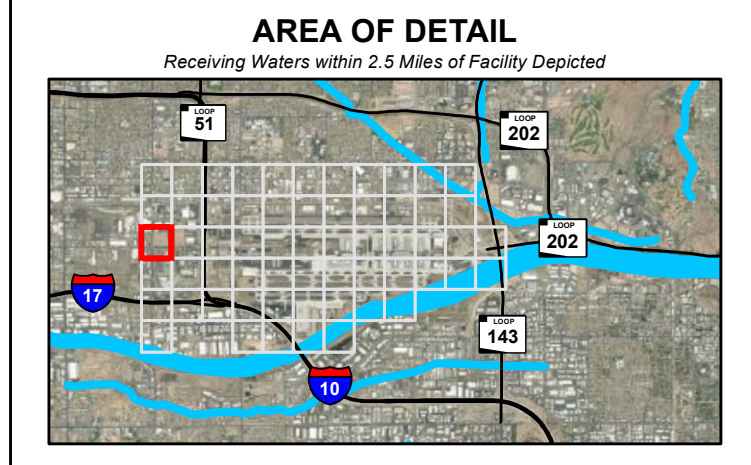 AREA OF DETAIL
Receiving Waters within 2.5 Miles of Facility Depicted
LOOP
51
LOOP
202
LOOP
202
17
LOOP
143
10